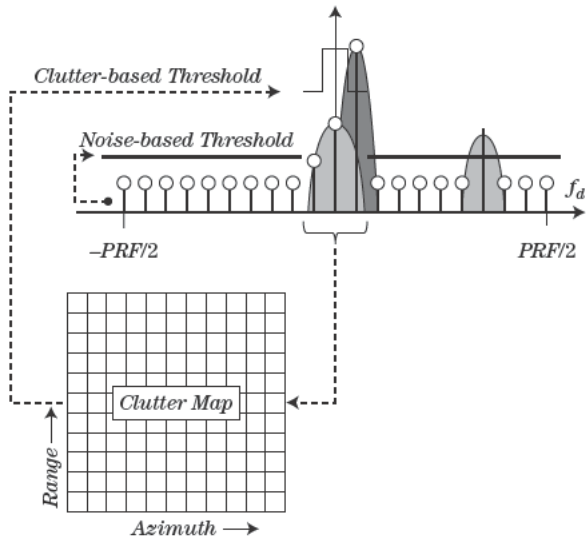 Clutter-based Threshold
Noise-based Threshold
f_d
–PRF/2
PRF/2
Clutter Map
Range
Azimuth